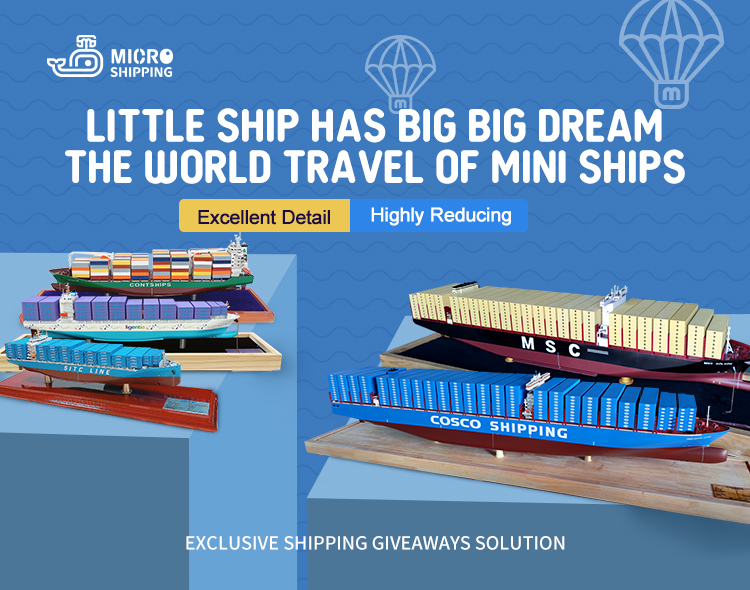 MICRO
SHIPPING
m
m
LITTLE SHIP HAS BIG BIG DREAM
THE WORLD TRAVEL OF MINI SHIPS
Excellent Detail
Highly Reducing
CONTSHIPS
ligentia
SITC LINE
MSC
COSCO SHIPPING
EXCLUSIVE SHIPPING GIVEAWAYS SOLUTION